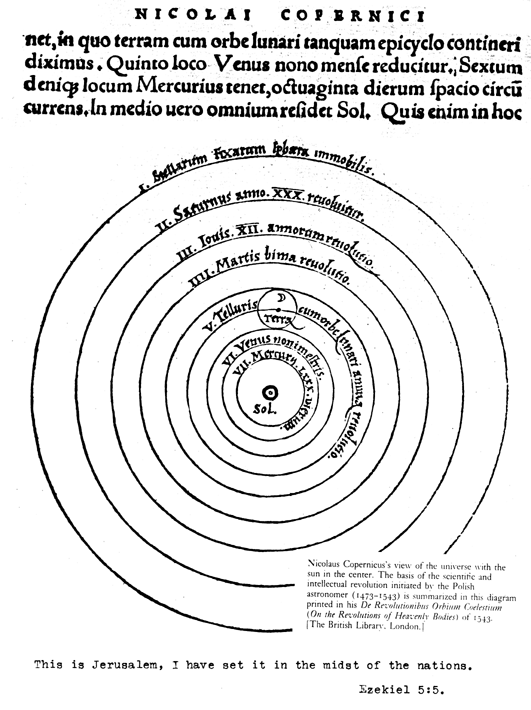 NICOLAI COPERNICI
net, in quo terram cum orbe lunari tanquam epicyclo contineri
diximus. Quinto loco Venus nono mense reducitur., Sextum
deniqꝫ locum Mercurius tenet, octuaginta dierum spacio circū
currens. In medio uero omnium residet Sol. Quis enim in hoc
I. Stellarum fixarum sphæra immobilis.
II. Saturnus anno. XXX. reuoluitur.
III. Iouis. XII. annorum reuolutio.
IIII. Martis bima reuolutio.
V. Telluris cum orbe lunari annua reuolutio.
Terra
VI. Venus nonimestris.
VII. Mercurij. LXXX. dierum.
Sol.
Nicolaus Copernicus's view of the universe with the
sun in the center. The basis of the scientific and
intellectual revolution initiated by the Polish
astronomer (1473–1543) is summarized in this diagram
printed in his De Revolutionibus Orbium Coelestium
(On the Revolutions of Heavenly Bodies) of 1543.
[The British Library, London.]
This is Jerusalem, I have set it in the midst of the nations.
Ezekiel 5:5.